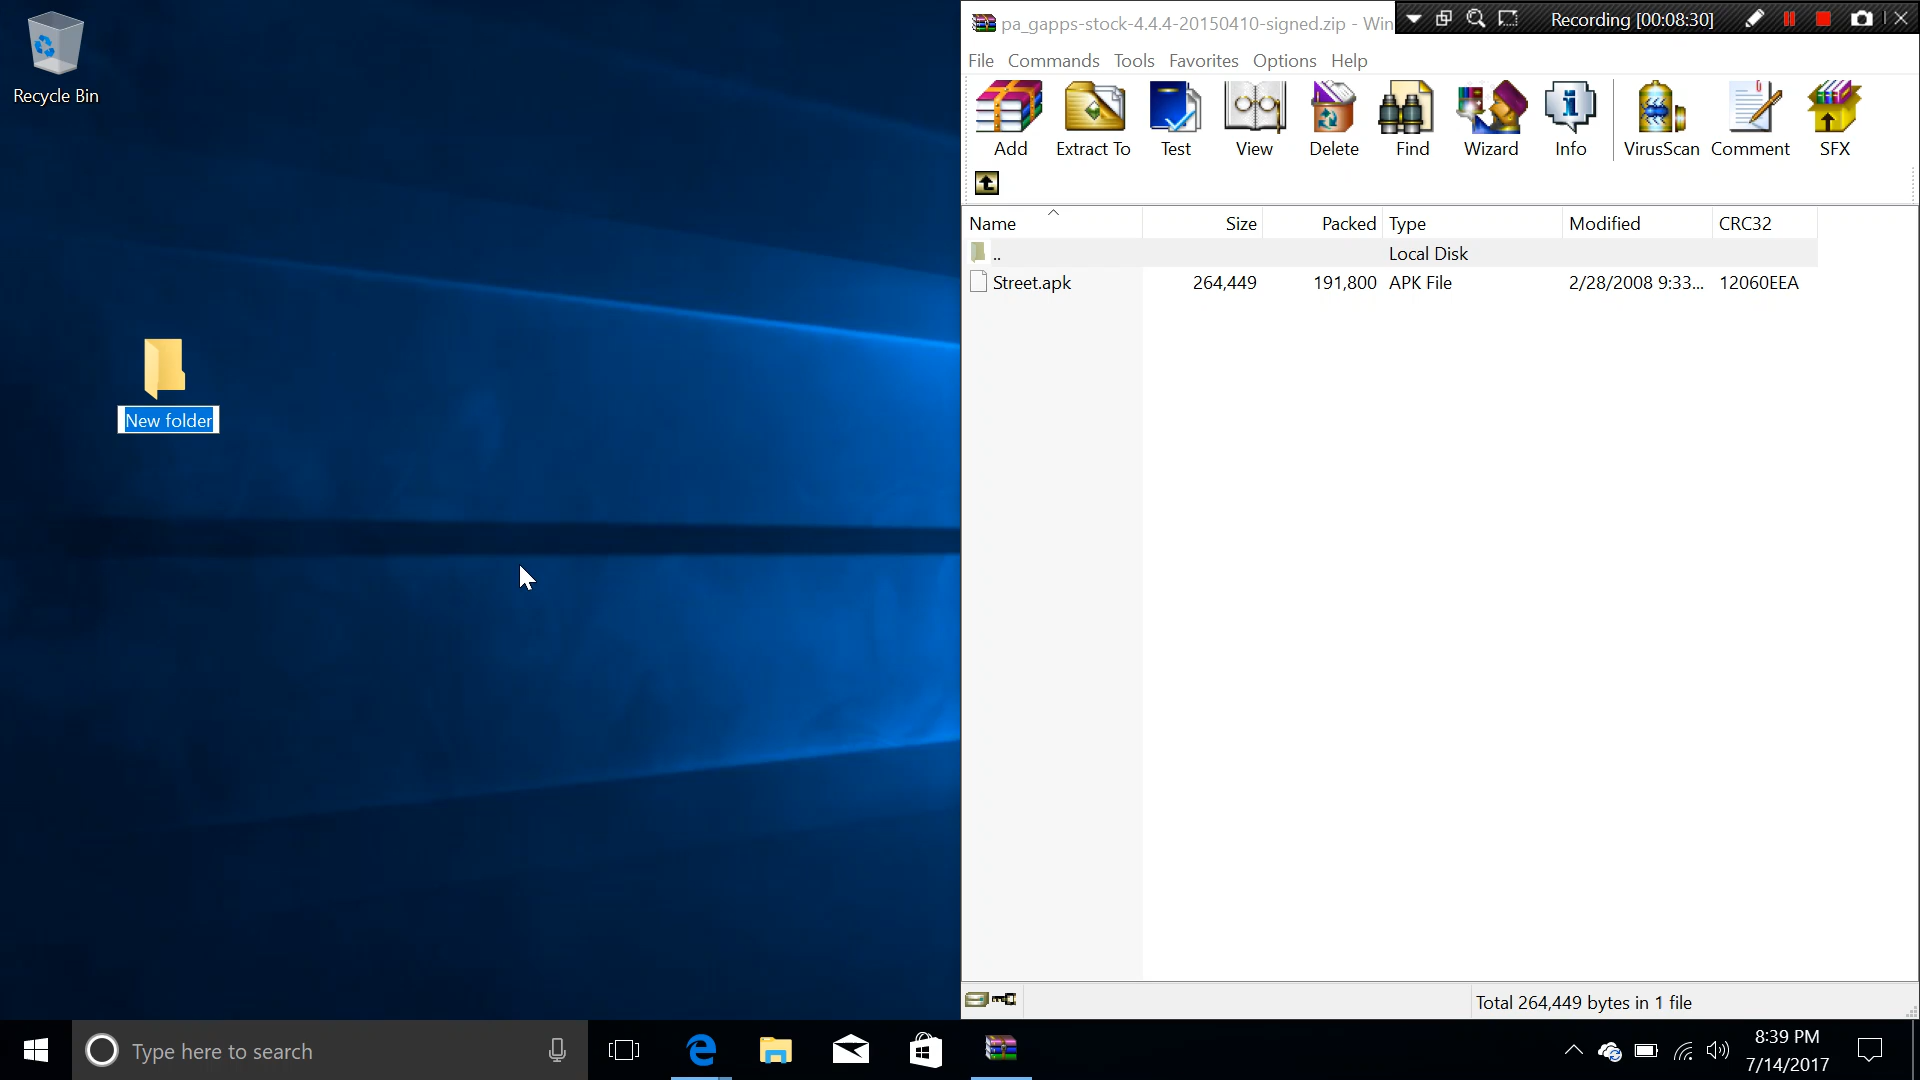 Recycle Bin
New folder
pa_gapps-stock-4.4.4-20150410-signed.zip - Win
Recording [00:08:30]
File Commands Tools Favorites Options Help
Add Extract To Test View Delete Find Wizard Info VirusScan Comment SFX
Name Size Packed Type Modified CRC32
.. Local Disk
Street.apk 264,449 191,800 APK File 2/28/2008 9:33... 12060EEA
Total 264,449 bytes in 1 file
Type here to search
8:39 PM
7/14/2017